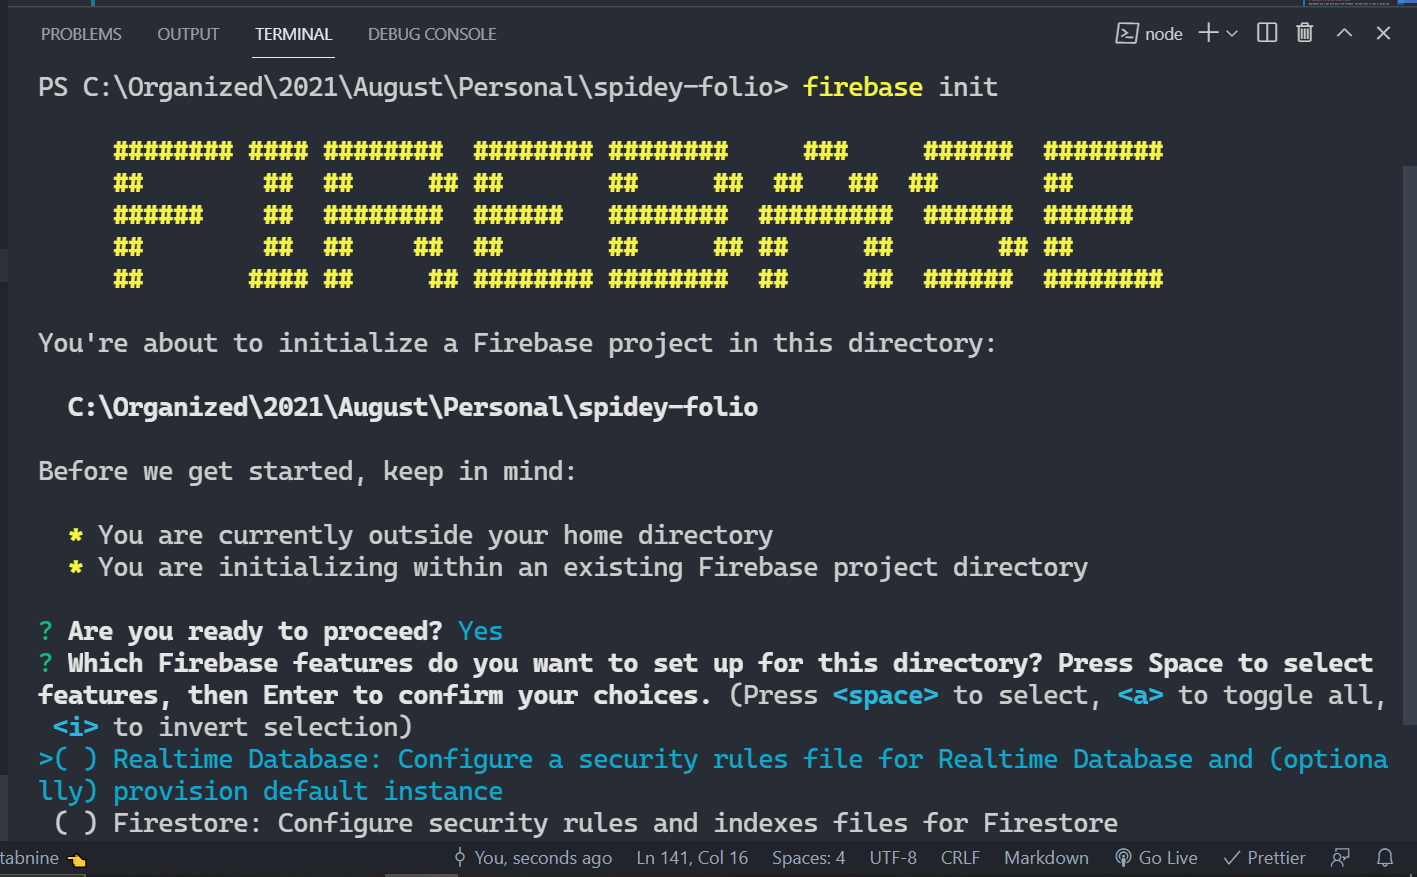 PROBLEMS OUTPUT TERMINAL DEBUG CONSOLE node
PS C:\Organized\2021\August\Personal\spidey-folio> firebase init
######## #### ########  ######## ########     ###     ######  ########
##        ##  ##     ## ##       ##     ##  ##   ##  ##       ##
######    ##  ########  ######   ########  #########  ######  ######
##        ##  ##    ##  ##       ##     ## ##     ##       ## ##
##       #### ##     ## ######## ########  ##     ##  ######  ########
You're about to initialize a Firebase project in this directory:
C:\Organized\2021\August\Personal\spidey-folio
Before we get started, keep in mind:
* You are currently outside your home directory
* You are initializing within an existing Firebase project directory
? Are you ready to proceed? Yes
? Which Firebase features do you want to set up for this directory? Press Space to select
features, then Enter to confirm your choices. (Press <space> to select, <a> to toggle all,
<i> to invert selection)
>( ) Realtime Database: Configure a security rules file for Realtime Database and (optiona
lly) provision default instance
( ) Firestore: Configure security rules and indexes files for Firestore
tabnine You, seconds ago Ln 141, Col 16 Spaces: 4 UTF-8 CRLF Markdown Go Live Prettier